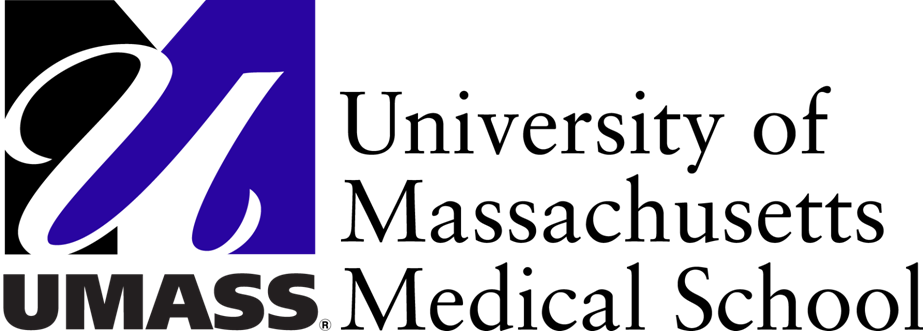 University of
Massachusetts
Medical School
UMASS®